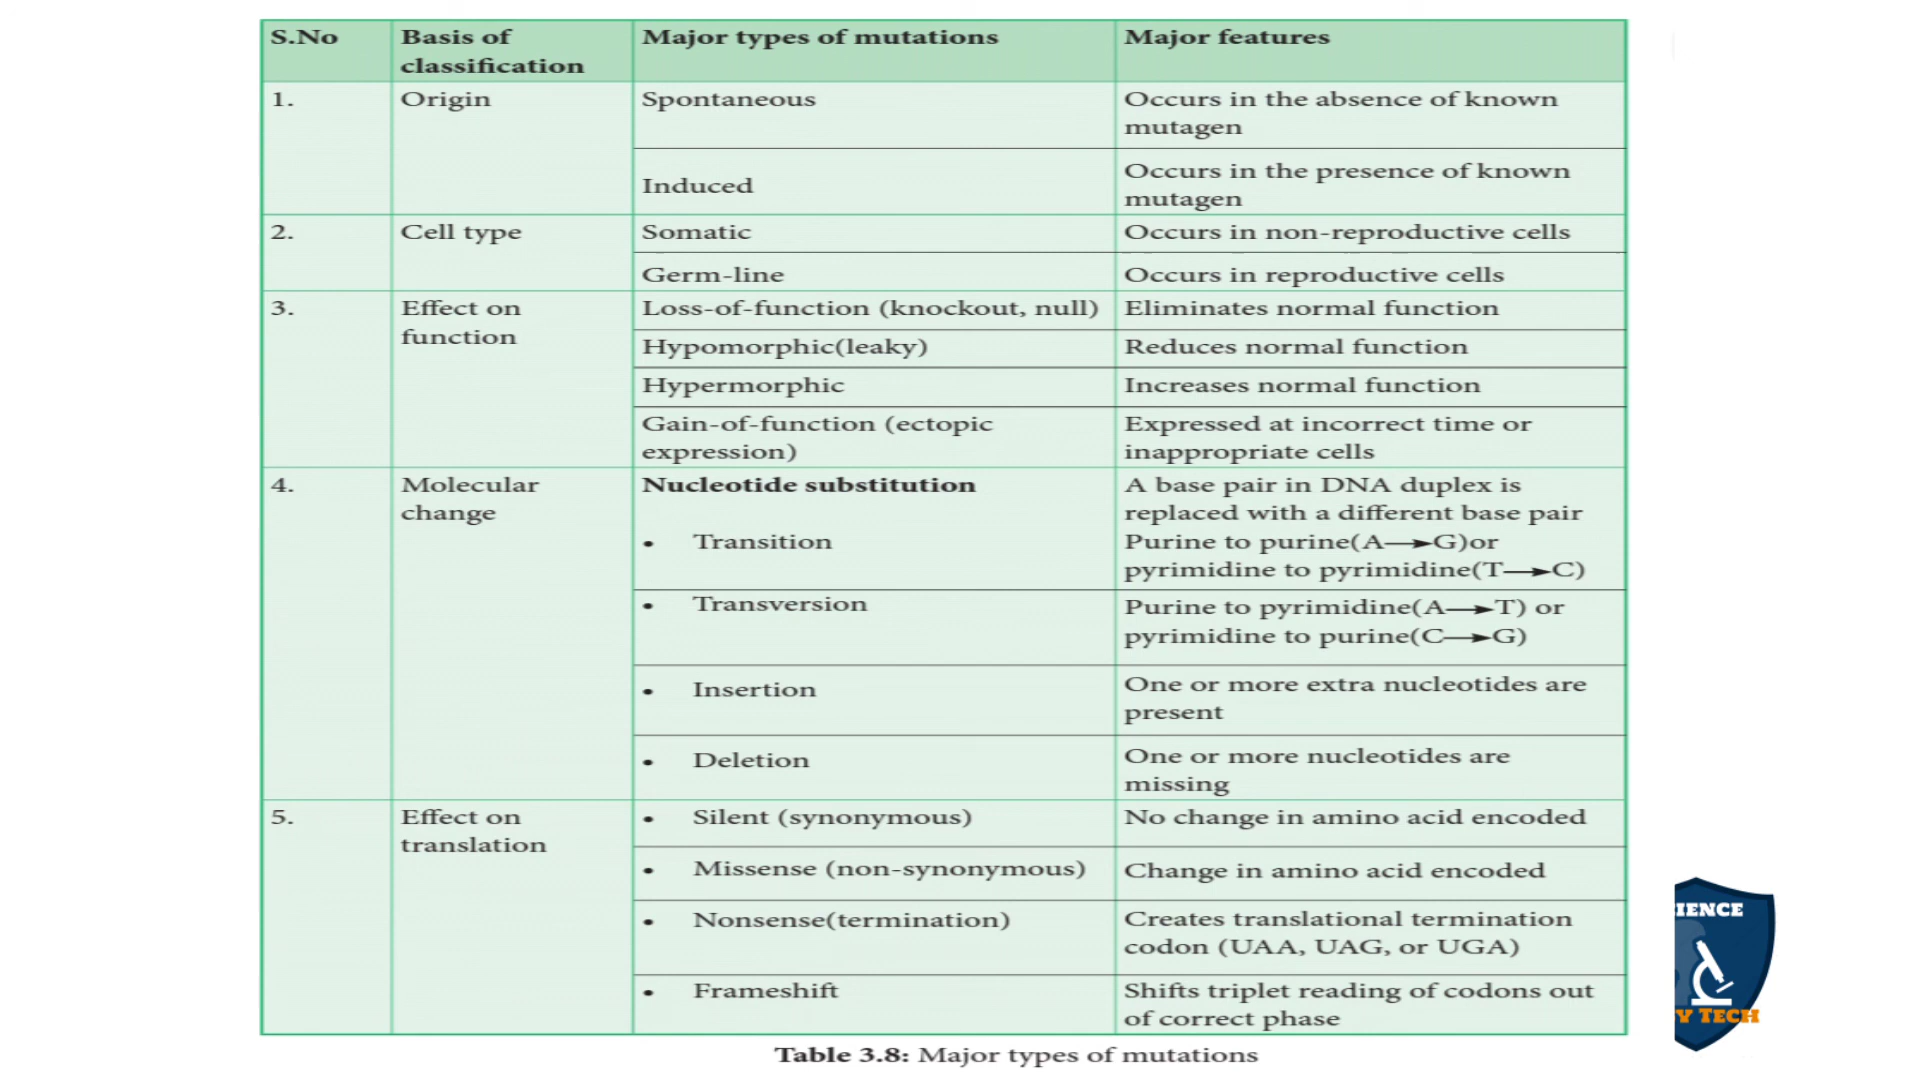 S.No
Basis of
classification
Major types of mutations
Major features
1.
Origin
Spontaneous
Occurs in the absence of known
mutagen
Induced
Occurs in the presence of known
mutagen
2.
Cell type
Somatic
Occurs in non-reproductive cells
Germ-line
Occurs in reproductive cells
3.
Effect on
function
Loss-of-function (knockout, null)
Eliminates normal function
Hypomorphic(leaky)
Reduces normal function
Hypermorphic
Increases normal function
Gain-of-function (ectopic
expression)
Expressed at incorrect time or
inappropriate cells
4.
Molecular
change
Nucleotide substitution
A base pair in DNA duplex is
replaced with a different base pair
• Transition
Purine to purine(A⟶G)or
pyrimidine to pyrimidine(T⟶C)
• Transversion
Purine to pyrimidine(A⟶T) or
pyrimidine to purine(C⟶G)
• Insertion
One or more extra nucleotides are
present
• Deletion
One or more nucleotides are
missing
5.
Effect on
translation
• Silent (synonymous)
No change in amino acid encoded
• Missense (non-synonymous)
Change in amino acid encoded
• Nonsense(termination)
Creates translational termination
codon (UAA, UAG, or UGA)
• Frameshift
Shifts triplet reading of codons out
of correct phase
Table 3.8: Major types of mutations
IENCE
Y TECH